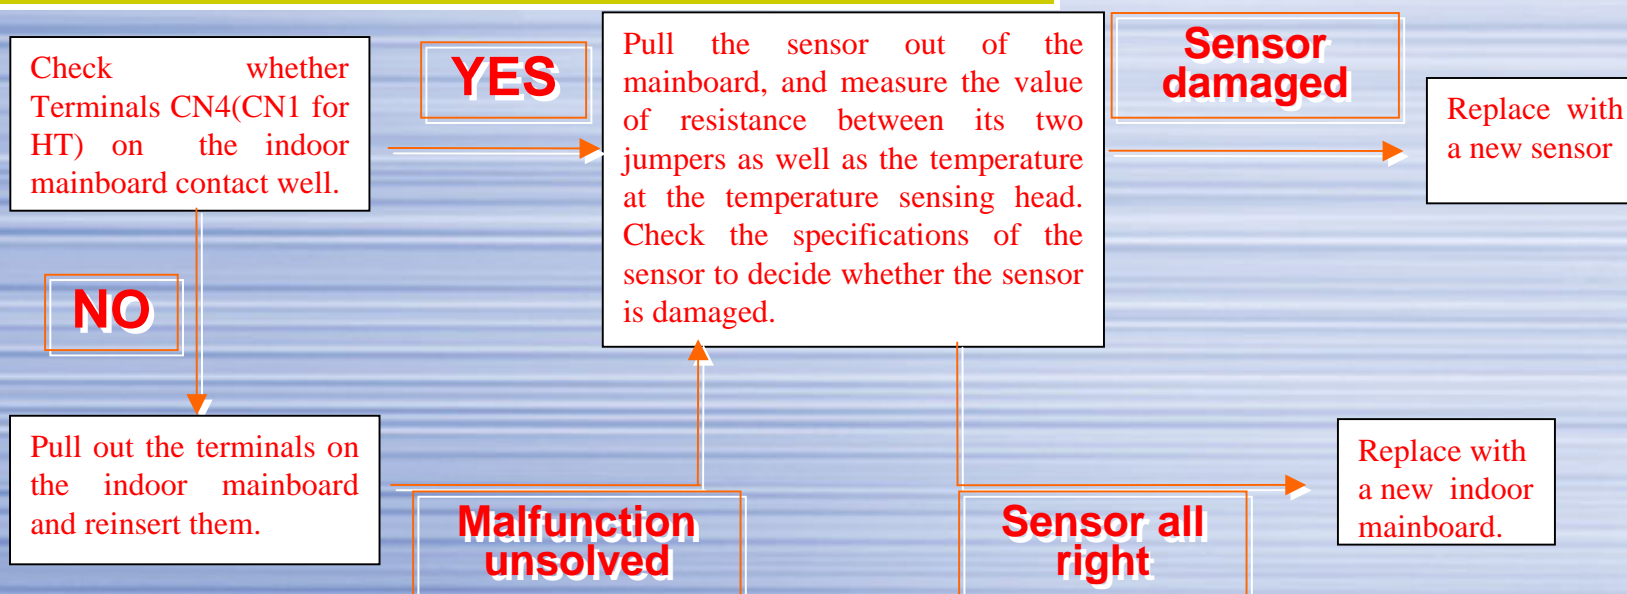 Check whether
Terminals CN4(CN1 for
HT) on the indoor
mainboard contact well.
YES
Pull the sensor out of the
mainboard, and measure the value
of resistance between its two
jumpers as well as the temperature
at the temperature sensing head.
Check the specifications of the
sensor to decide whether the sensor
is damaged.
Sensor
damaged
Replace with
a new sensor
NO
Pull out the terminals on
the indoor mainboard
and reinsert them.
Malfunction
unsolved
Sensor all
right
Replace with
a new indoor
mainboard.